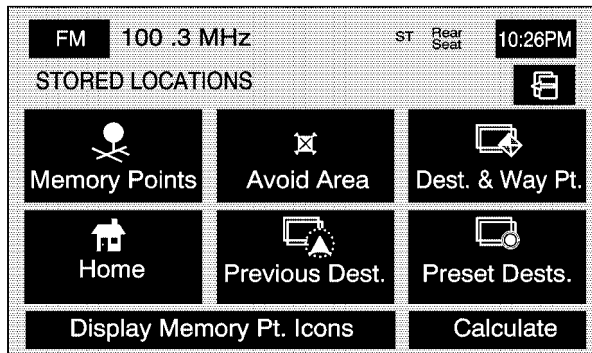 FM 100 .3 MHz ST Rear Seat 10:26PM
STORED LOCATIONS
Memory Points Avoid Area Dest. & Way Pt.
Home Previous Dest. Preset Dests.
Display Memory Pt. Icons Calculate